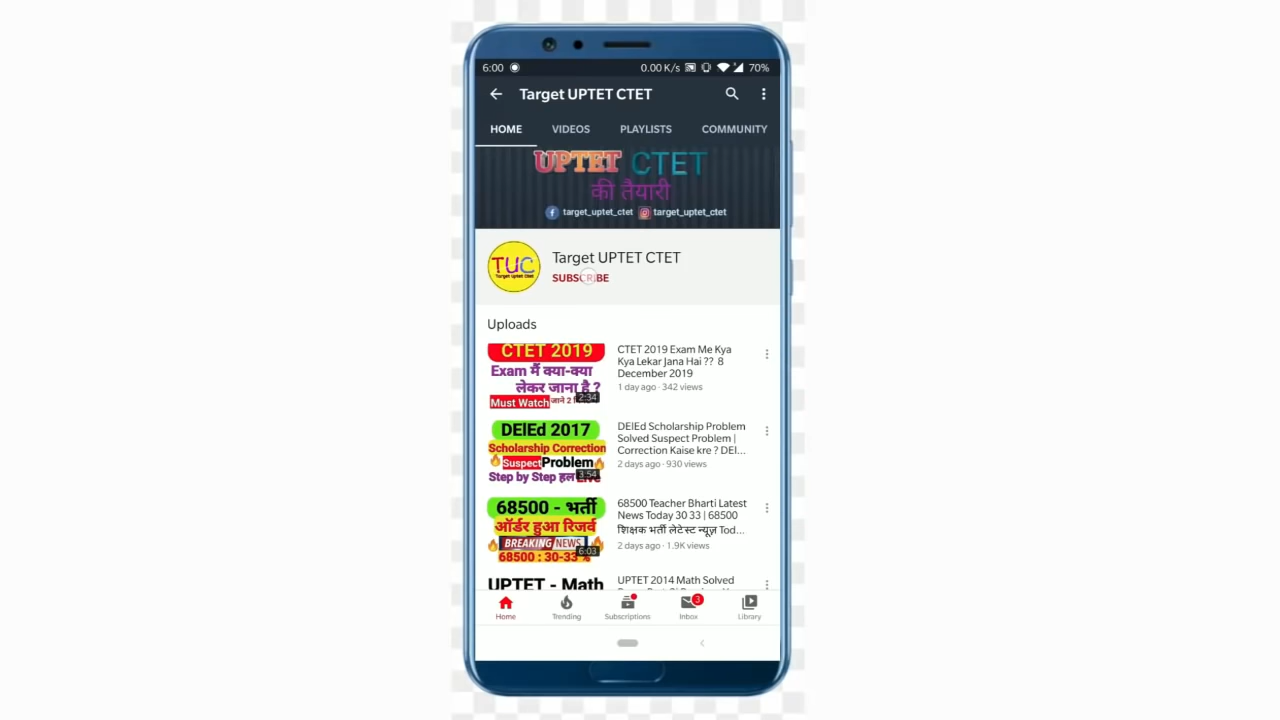 6:00
0.00 K/s
70%
Target UPTET CTET
HOME
VIDEOS
PLAYLISTS
COMMUNITY
UPTET CTET
की तैयारी
target_uptet_ctet
target_uptet_ctet
TUC
Target Uptet Ctet
Target UPTET CTET
SUBSCRIBE
Uploads
CTET 2019
Exam मैं क्या-क्या
लेकर जाना है ?
Must Watch जाने 2
2:34
CTET 2019 Exam Me Kya
Kya Lekar Jana Hai ?? 8
December 2019
1 day ago · 342 views
DElEd 2017
Scholarship Correction
Suspect Problem
Step by Step हल
3:54
DElEd Scholarship Problem
Solved Suspect Problem |
Correction Kaise kre ? DEl...
2 days ago · 930 views
68500 - भर्ती
ऑर्डर हुआ रिजर्व
BREAKING NEWS
68500 : 30-33 %
6:03
68500 Teacher Bharti Latest
News Today 30 33 | 68500
शिक्षक भर्ती लेटेस्ट न्यूज़ Tod...
2 days ago · 1.9K views
UPTET - Math
UPTET 2014 Math Solved
Home
Trending
Subscriptions
3
Inbox
Library